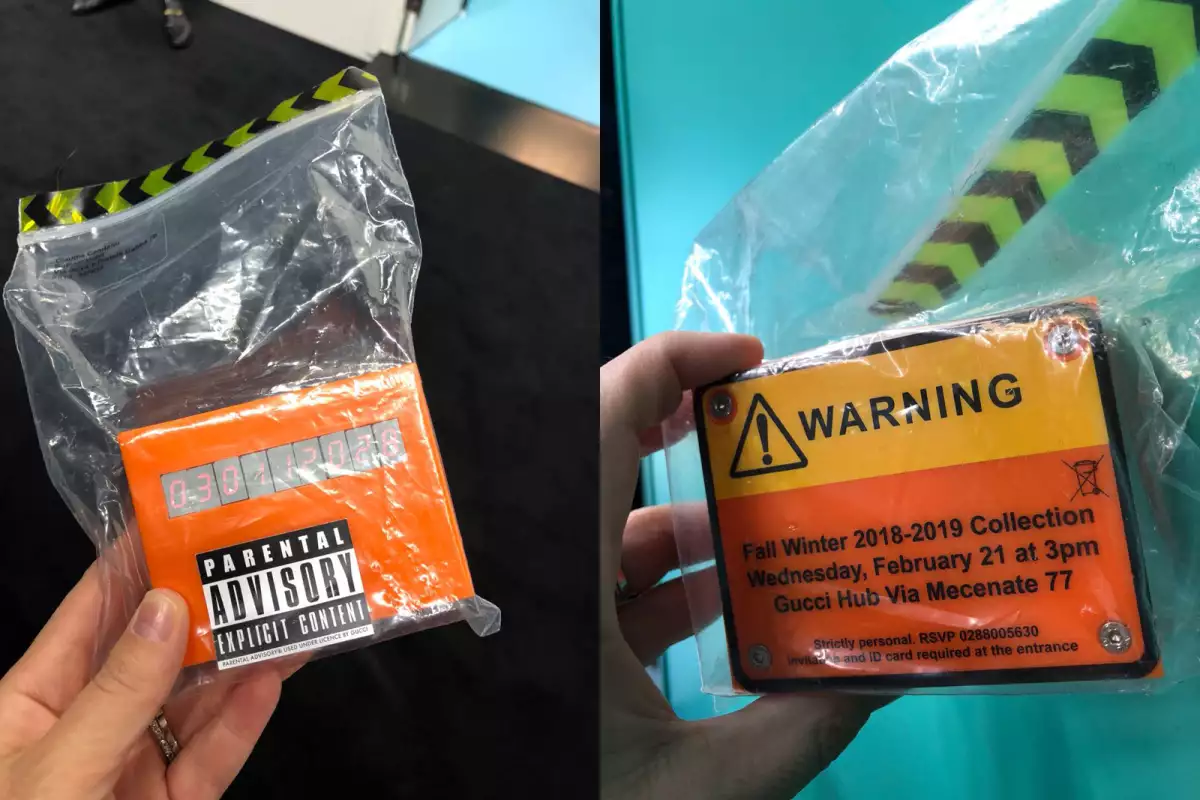 PARENTAL
ADVISORY
EXPLICIT CONTENT
PARENTAL ADVISORY® USED UNDER LICENCE BY GUCCI
WARNING
Fall Winter 2018-2019 Collection
Wednesday, February 21 at 3pm
Gucci Hub Via Mecenate 77
Strictly personal. RSVP 0288005630
invitation and ID card required at the entrance